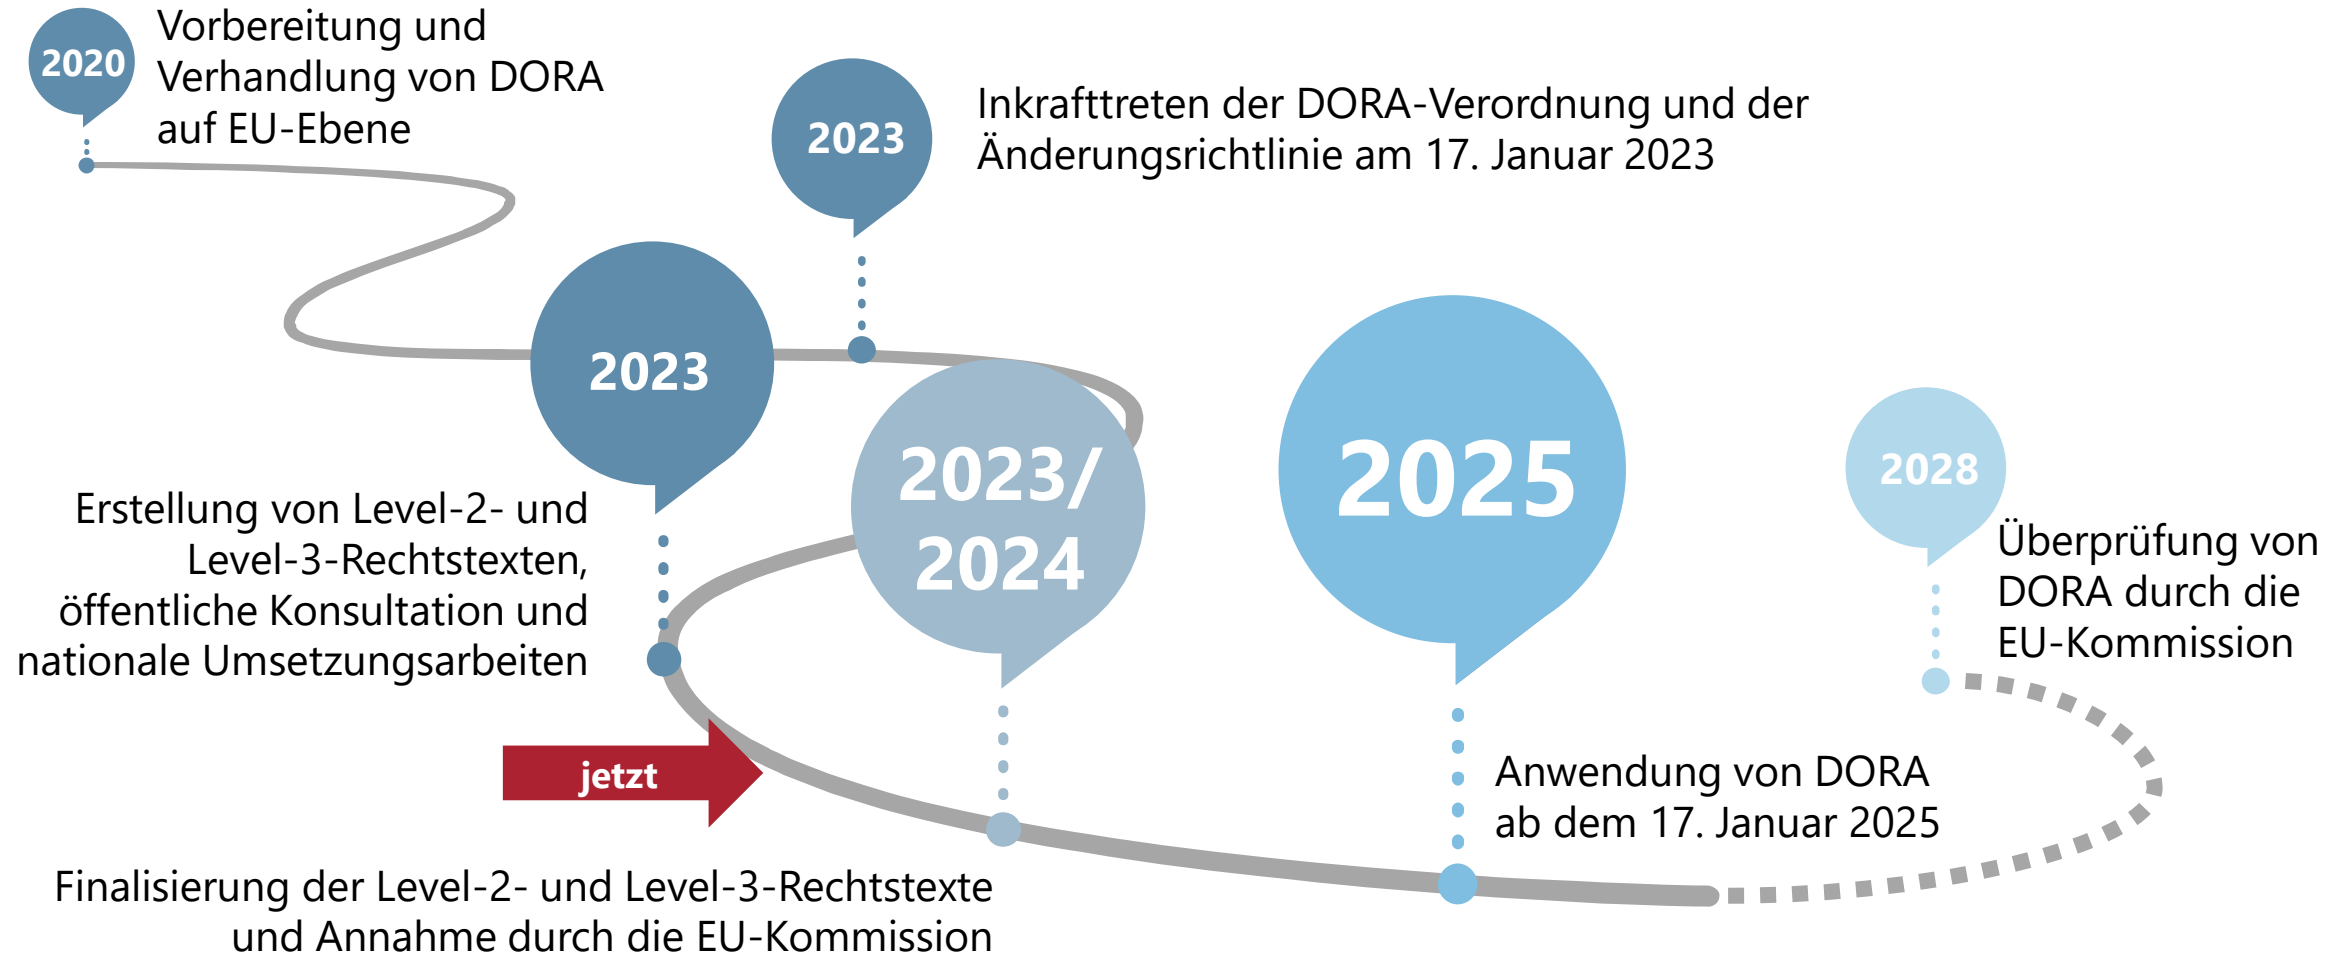 2020
Vorbereitung und
Verhandlung von DORA
auf EU-Ebene
2023
Inkrafttreten der DORA-Verordnung und der
Änderungsrichtlinie am 17. Januar 2023
2023
Erstellung von Level-2- und
Level-3-Rechtstexten,
öffentliche Konsultation und
nationale Umsetzungsarbeiten
jetzt
2023/
2024
Finalisierung der Level-2- und Level-3-Rechtstexte
und Annahme durch die EU-Kommission
2025
Anwendung von DORA
ab dem 17. Januar 2025
2028
Überprüfung von
DORA durch die
EU-Kommission